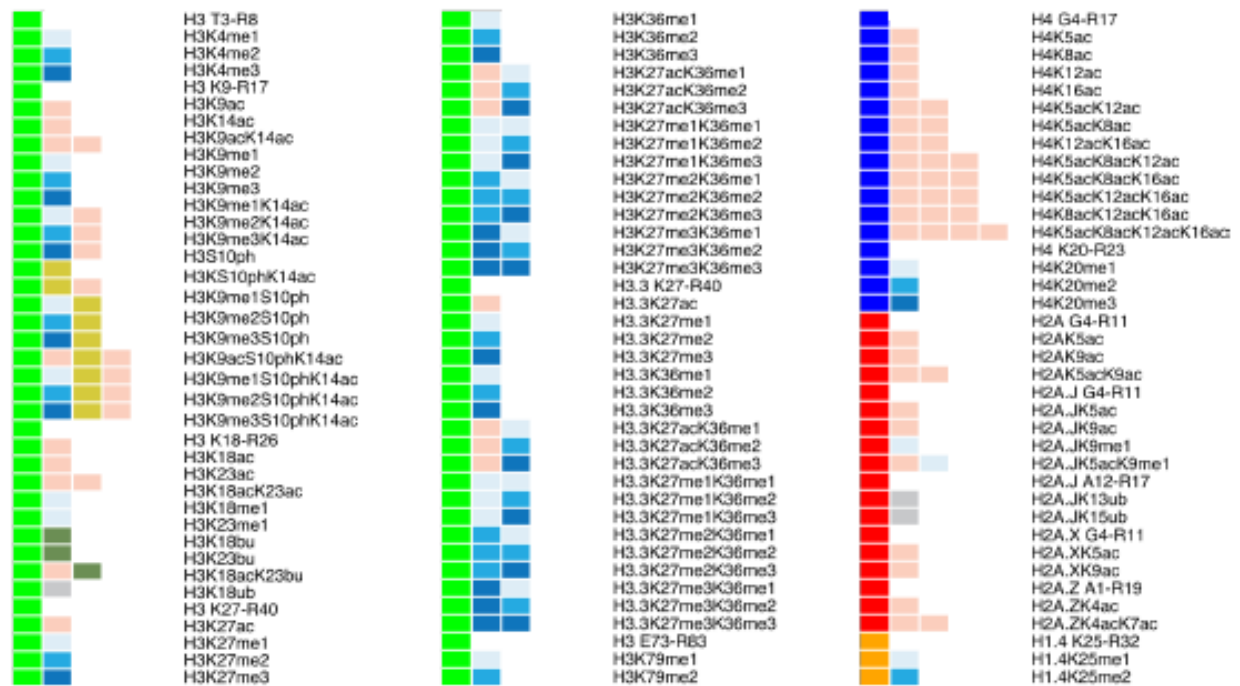 H3 T3-R8
H3K4me1
H3K4me2
H3K4me3
H3 K9-R17
H3K9ac
H3K14ac
H3K9acK14ac
H3K9me1
H3K9me2
H3K9me3
H3K9me1K14ac
H3K9me2K14ac
H3K9me3K14ac
H3S10ph
H3KS10phK14ac
H3K9me1S10ph
H3K9me2S10ph
H3K9me3S10ph
H3K9acS10phK14ac
H3K9me1S10phK14ac
H3K9me2S10phK14ac
H3K9me3S10phK14ac
H3 K18-R26
H3K18ac
H3K23ac
H3K18acK23ac
H3K18me1
H3K23me1
H3K18bu
H3K23bu
H3K18acK23bu
H3K18ub
H3 K27-R40
H3K27ac
H3K27me1
H3K27me2
H3K27me3
H3K36me1
H3K36me2
H3K36me3
H3K27acK36me1
H3K27acK36me2
H3K27acK36me3
H3K27me1K36me1
H3K27me1K36me2
H3K27me1K36me3
H3K27me2K36me1
H3K27me2K36me2
H3K27me2K36me3
H3K27me3K36me1
H3K27me3K36me2
H3K27me3K36me3
H3.3 K27-R40
H3.3K27ac
H3.3K27me1
H3.3K27me2
H3.3K27me3
H3.3K36me1
H3.3K36me2
H3.3K36me3
H3.3K27acK36me1
H3.3K27acK36me2
H3.3K27acK36me3
H3.3K27me1K36me1
H3.3K27me1K36me2
H3.3K27me1K36me3
H3.3K27me2K36me1
H3.3K27me2K36me2
H3.3K27me2K36me3
H3.3K27me3K36me1
H3.3K27me3K36me2
H3.3K27me3K36me3
H3 E73-R83
H3K79me1
H3K79me2
H4 G4-R17
H4K5ac
H4K8ac
H4K12ac
H4K16ac
H4K5acK12ac
H4K5acK8ac
H4K12acK16ac
H4K5acK8acK12ac
H4K5acK8acK16ac
H4K5acK12acK16ac
H4K8acK12acK16ac
H4K5acK8acK12acK16ac
H4 K20-R23
H4K20me1
H4K20me2
H4K20me3
H2A G4-R11
H2AK5ac
H2AK9ac
H2AK5acK9ac
H2A.J G4-R11
H2A.JK5ac
H2A.JK9ac
H2A.JK9me1
H2A.JK5acK9me1
H2A.J A12-R17
H2A.JK13ub
H2A.JK15ub
H2A.X G4-R11
H2A.XK5ac
H2A.XK9ac
H2A.Z A1-R19
H2A.ZK4ac
H2A.ZK4acK7ac
H1.4 K25-R32
H1.4K25me1
H1.4K25me2